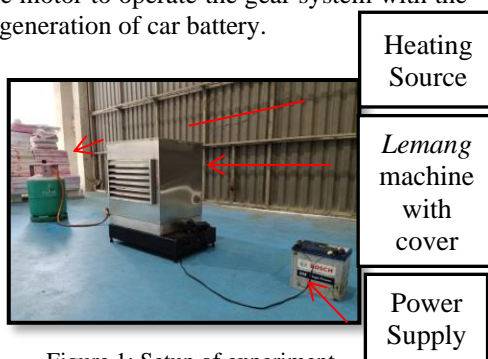 e motor to operate the gear system with the
generation of car battery.
Heating
Source
Lemang
machine
with
cover
Power
Supply
BOSCH
Figure 1: Setup of experiment